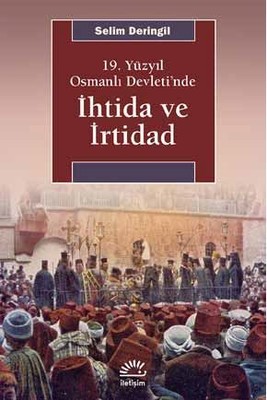 Selim Deringil
19. Yüzyıl
Osmanlı Devleti'nde
İhtida ve
İrtidad
iletişim